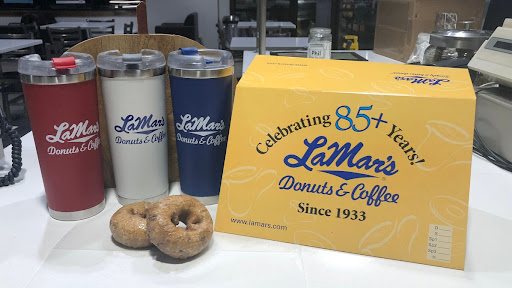 LaMar's
Donuts & Coffee
LaMar's
Donuts & Coffee
LaMar's
Donuts & Coffee
LaMar's
Celebrating 85+ Years!
LaMar's
Donuts & Coffee
Since 1933
www.lamars.com